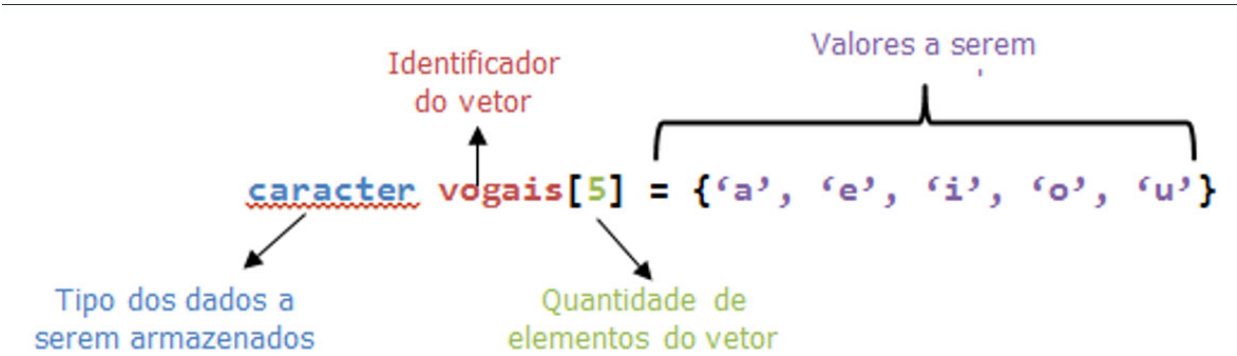 Identificador
do vetor
Valores a serem
caracter vogais[5] = {‘a’, ‘e’, ‘i’, ‘o’, ‘u’}
Tipo dos dados a
serem armazenados
Quantidade de
elementos do vetor